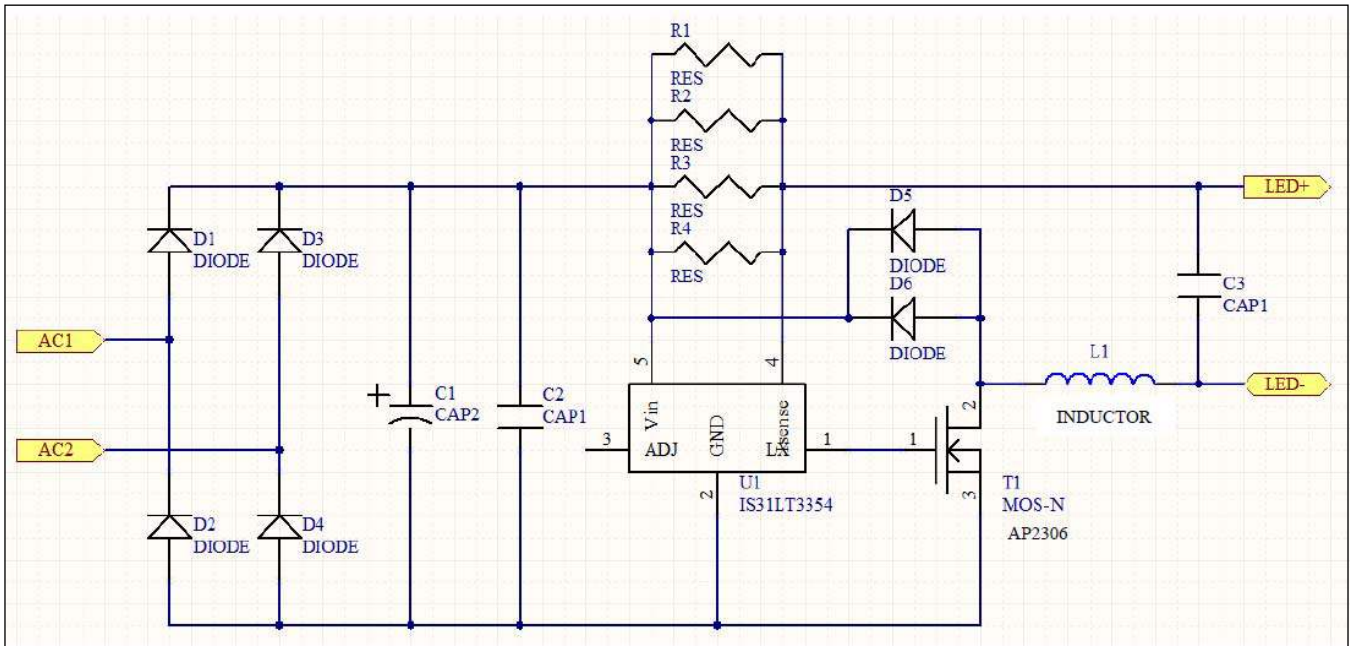 R1
RES
R2
RES
R3
RES
R4
RES
LED+
D5
DIODE
D6
DIODE
D1
DIODE
D3
DIODE
C3
CAP1
AC1
L1
LED-
INDUCTOR
5
4
Vin
GND
Isense
ADJ
LX
3
2
1
1
2
3
C1
CAP2
C2
CAP1
AC2
U1
IS31LT3354
T1
MOS-N
AP2306
D2
DIODE
D4
DIODE